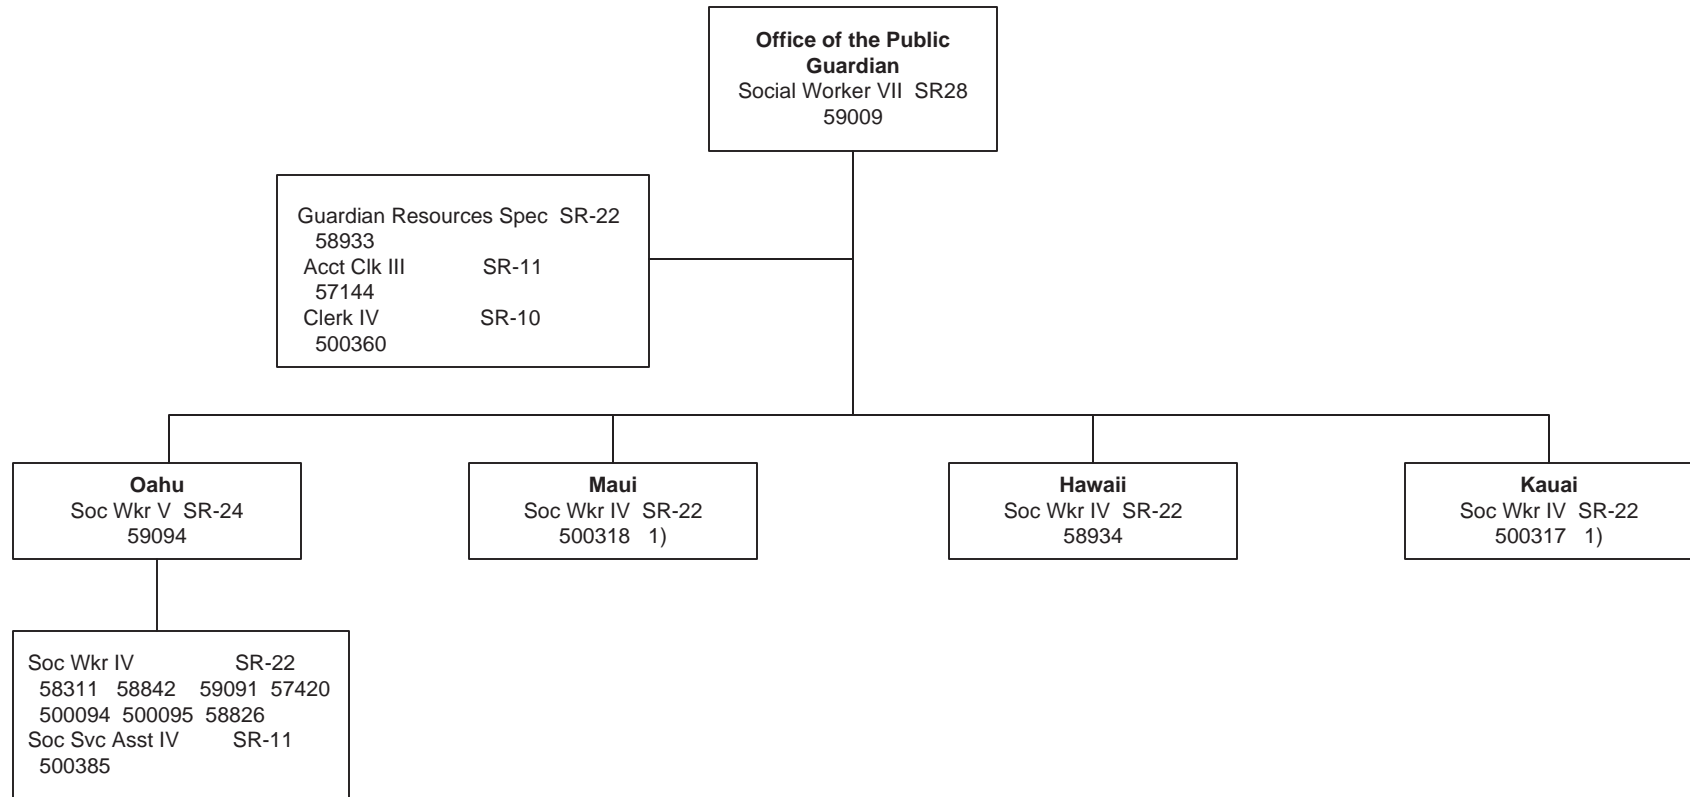 Office of the Public
Guardian
Social Worker VII SR28
59009
Guardian Resources Spec SR-22
58933
Acct Clk III SR-11
57144
Clerk IV SR-10
500360
Oahu
Soc Wkr V SR-24
59094
Maui
Soc Wkr IV SR-22
500318 1)
Hawaii
Soc Wkr IV SR-22
58934
Kauai
Soc Wkr IV SR-22
500317 1)
Soc Wkr IV SR-22
58311 58842 59091 57420
500094 500095 58826
Soc Svc Asst IV SR-11
500385